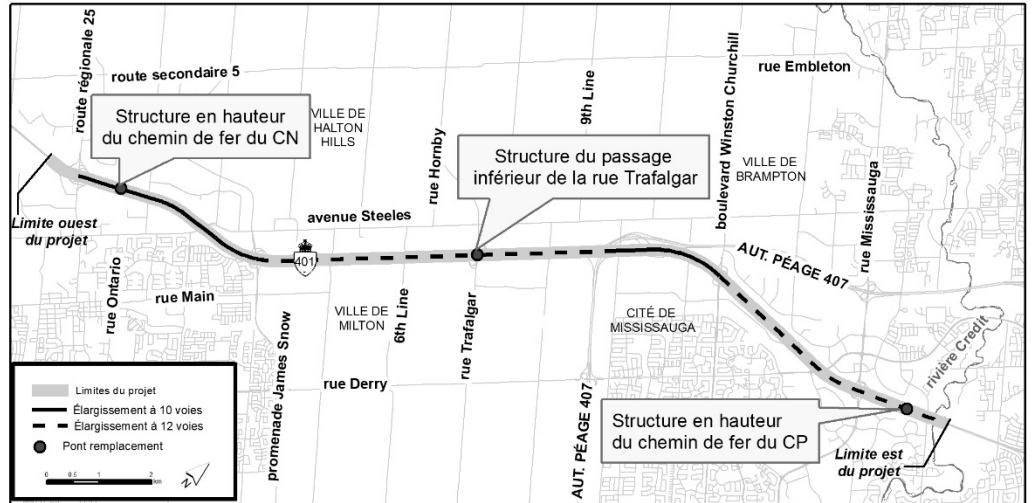 route régionale 25
route secondaire 5
Structure en hauteur
du chemin de fer du CN
VILLE DE
HALTON
HILLS
rue Hornby
9th Line
boulevard Winston Churchill
rue Embleton
Structure du passage
inférieur de la rue Trafalgar
VILLE DE
BRAMPTON
rue Mississauga
Limite ouest
du projet
avenue Steeles
401
AUT. PÉAGE 407
rue Ontario
rue Main
promenade James Snow
VILLE DE
MILTON
6th Line
rue Trafalgar
CITÉ DE
MISSISSAUGA
rivière Credit
rue Derry
AUT. PÉAGE 407
Structure en hauteur
du chemin de fer du CP
Limite est
du projet
Limites du projet
Élargissement à 10 voies
Élargissement à 12 voies
Pont remplacement
0 0.5 1 2
km